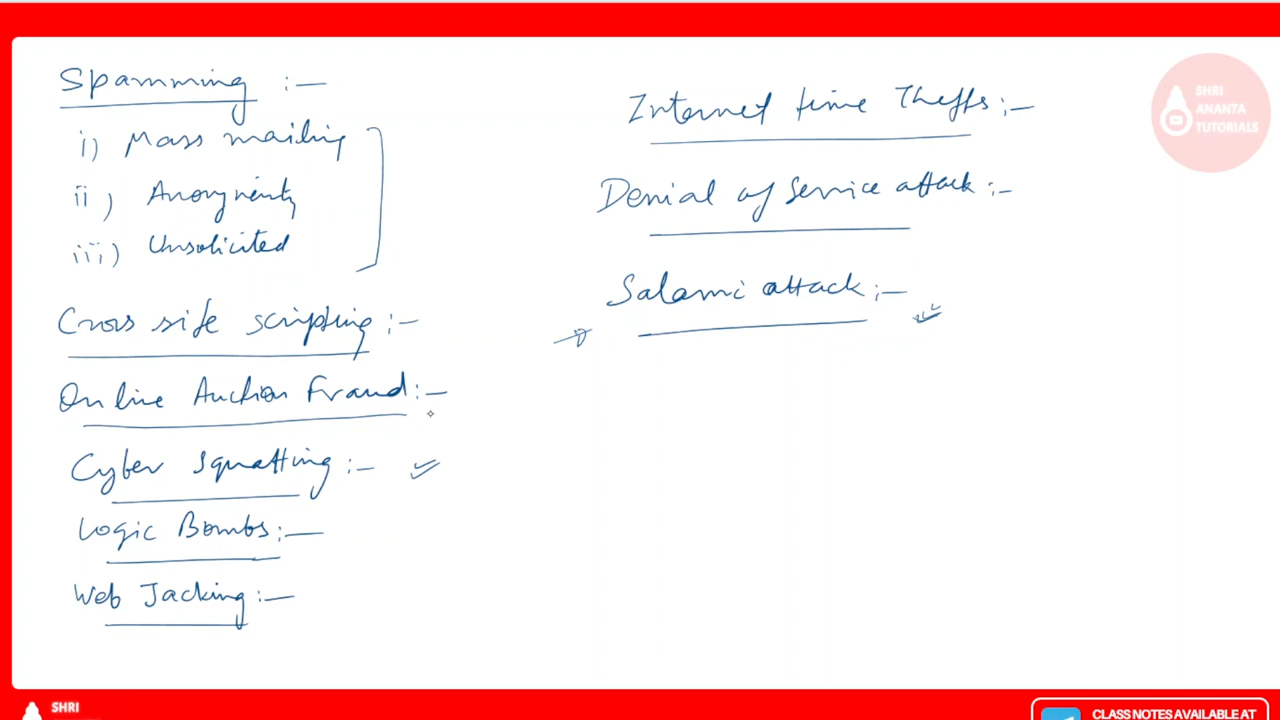 Spamming :-
i) Mass mailing
ii) Anonymity
iii) Unsolicited
Cross site scripting :-
Online Auction Fraud :-
Cyber Squatting :-
Logic Bombs :-
Web Jacking :-
Internet time Thefts :-
Denial of Service attack :-
Salami attack :-
SHRI
ANANTA
TUTORIALS
SHRI
CLASS NOTES AVAILABLE AT